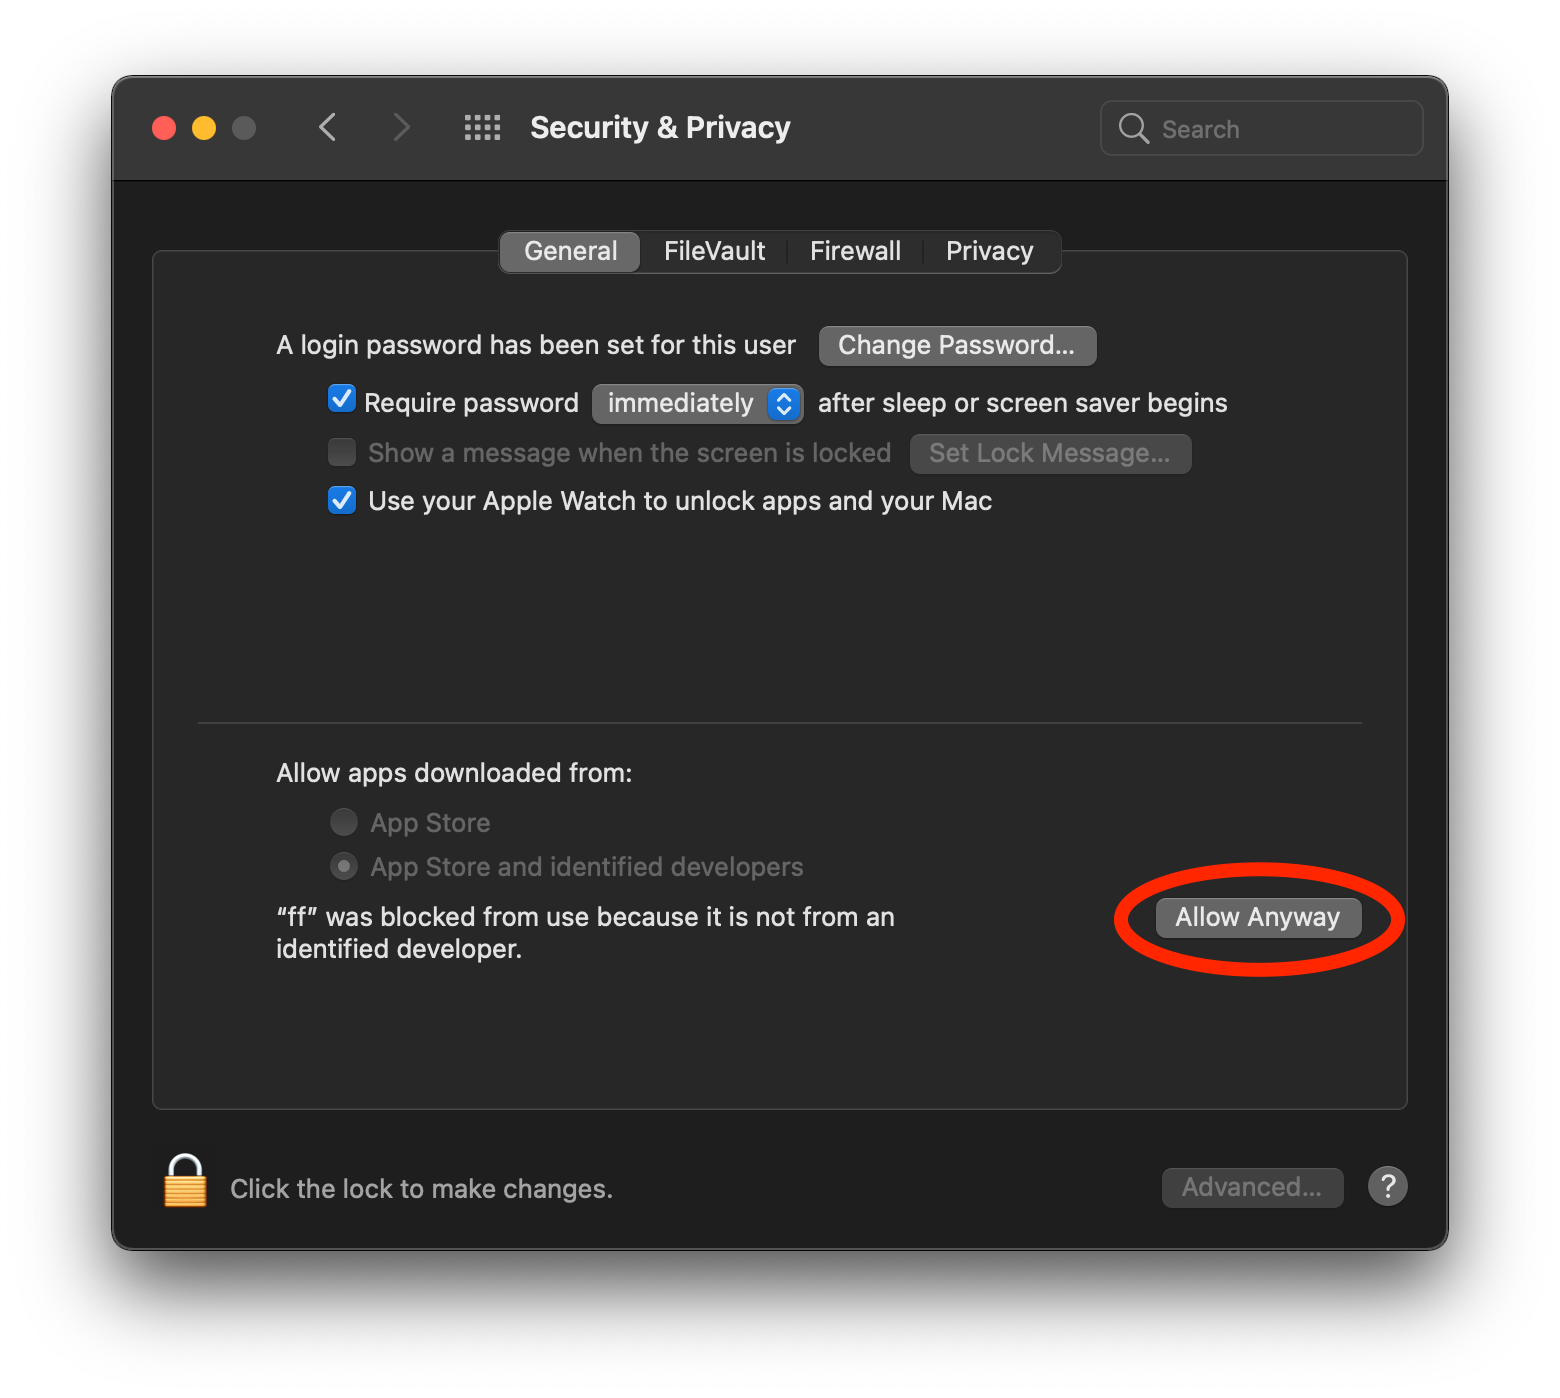 Security & Privacy
Search
General
FileVault
Firewall
Privacy
A login password has been set for this user
Change Password...
Require password
immediately
after sleep or screen saver begins
Show a message when the screen is locked
Set Lock Message...
Use your Apple Watch to unlock apps and your Mac
Allow apps downloaded from:
App Store
App Store and identified developers
“ff” was blocked from use because it is not from an
identified developer.
Allow Anyway
Click the lock to make changes.
Advanced...
?